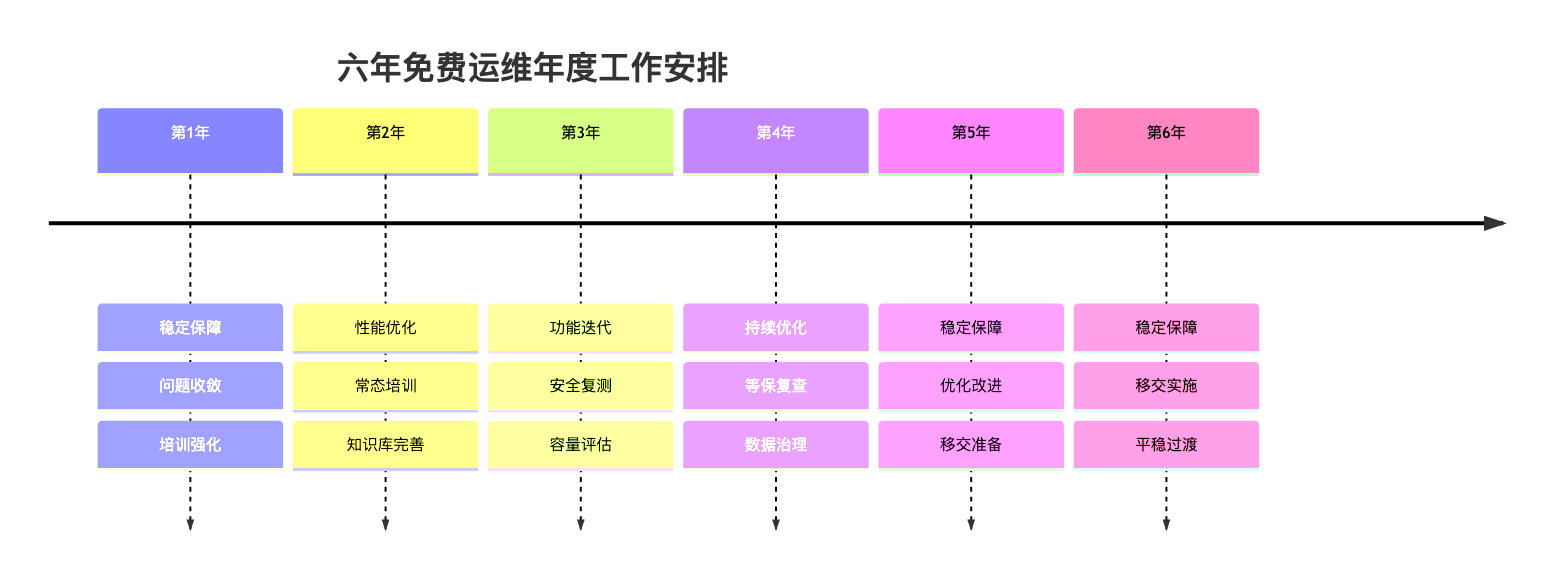 六年免费运维年度工作安排
第1年
第2年
第3年
第4年
第5年
第6年
稳定保障
性能优化
功能迭代
持续优化
稳定保障
稳定保障
问题收敛
常态培训
安全复测
等保复查
优化改进
移交实施
培训强化
知识库完善
容量评估
数据治理
移交准备
平稳过渡